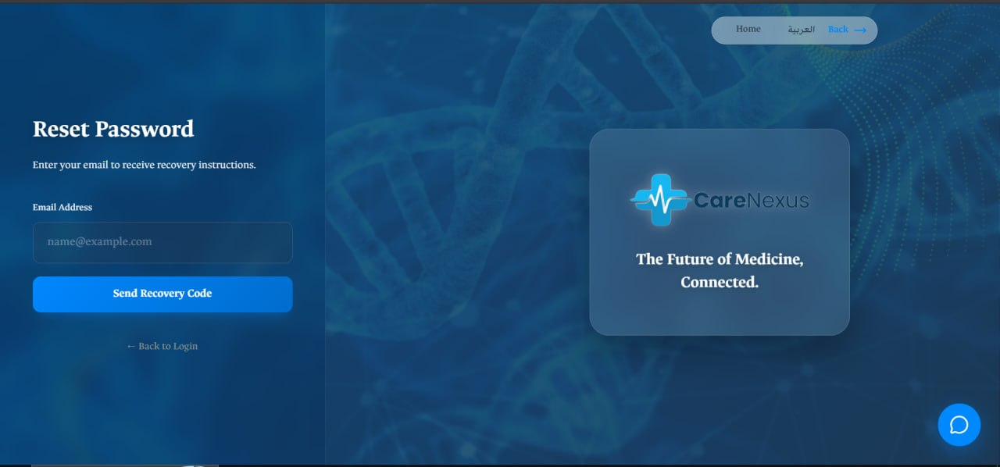 Home
العربية
Back →
Reset Password
Enter your email to receive recovery instructions.
Email Address
name@example.com
Send Recovery Code
← Back to Login
CareNexus
The Future of Medicine,
Connected.